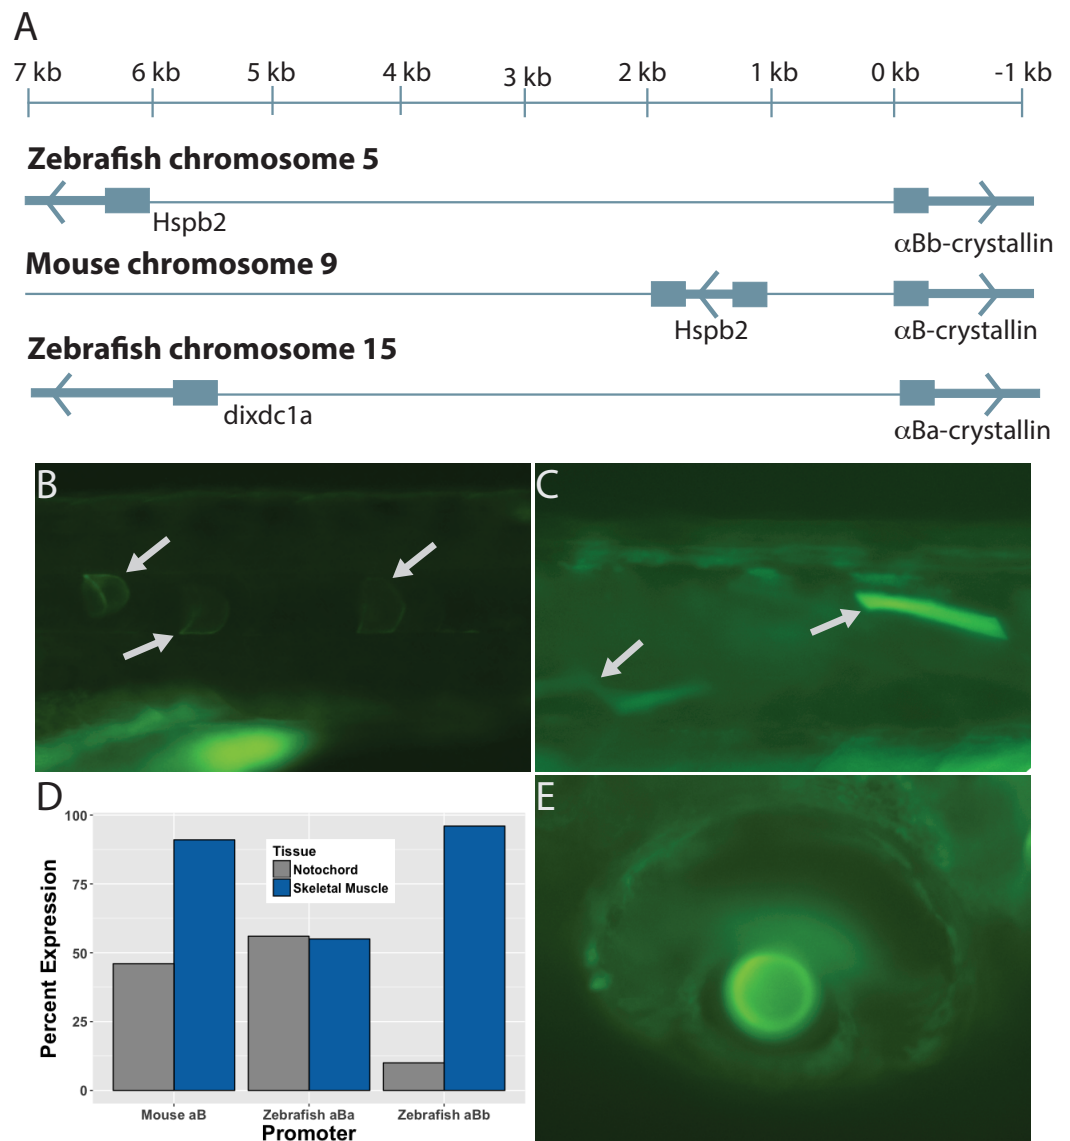 A
7 kb 6 kb 5 kb 4 kb 3 kb 2 kb 1 kb 0 kb -1 kb
Zebrafish chromosome 5
Hspb2
αBb-crystallin
Mouse chromosome 9
Hspb2
αB-crystallin
Zebrafish chromosome 15
dixdc1a
αBa-crystallin
B
C
D
100
75
50
25
0
Percent Expression
Tissue
Notochord
Skeletal Muscle
Mouse aB
Zebrafish aBa
Zebrafish aBb
Promoter
E